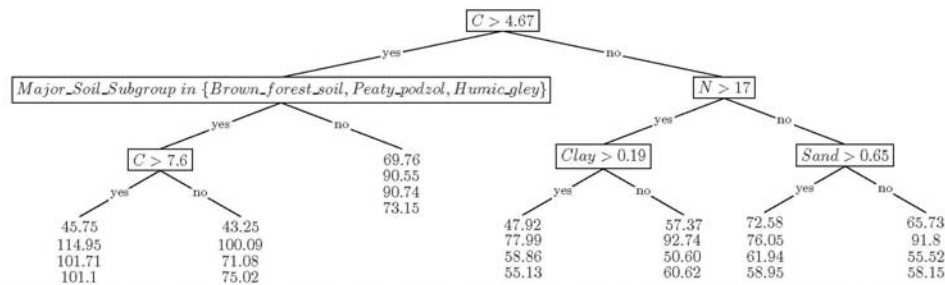 C > 4.67
yes
no
Major_Soil_Subgroup in {Brown_forest_soil, Peaty_podzol, Humic_gley}
N > 17
yes
no
yes
no
C > 7.6
69.76
90.55
90.74
73.15
Clay > 0.19
Sand > 0.65
yes
no
yes
no
yes
no
45.75
114.95
101.71
101.1
43.25
100.09
71.08
75.02
47.92
77.99
58.86
55.13
57.37
92.74
50.60
60.62
72.58
76.05
61.94
58.95
65.73
91.8
55.52
58.15